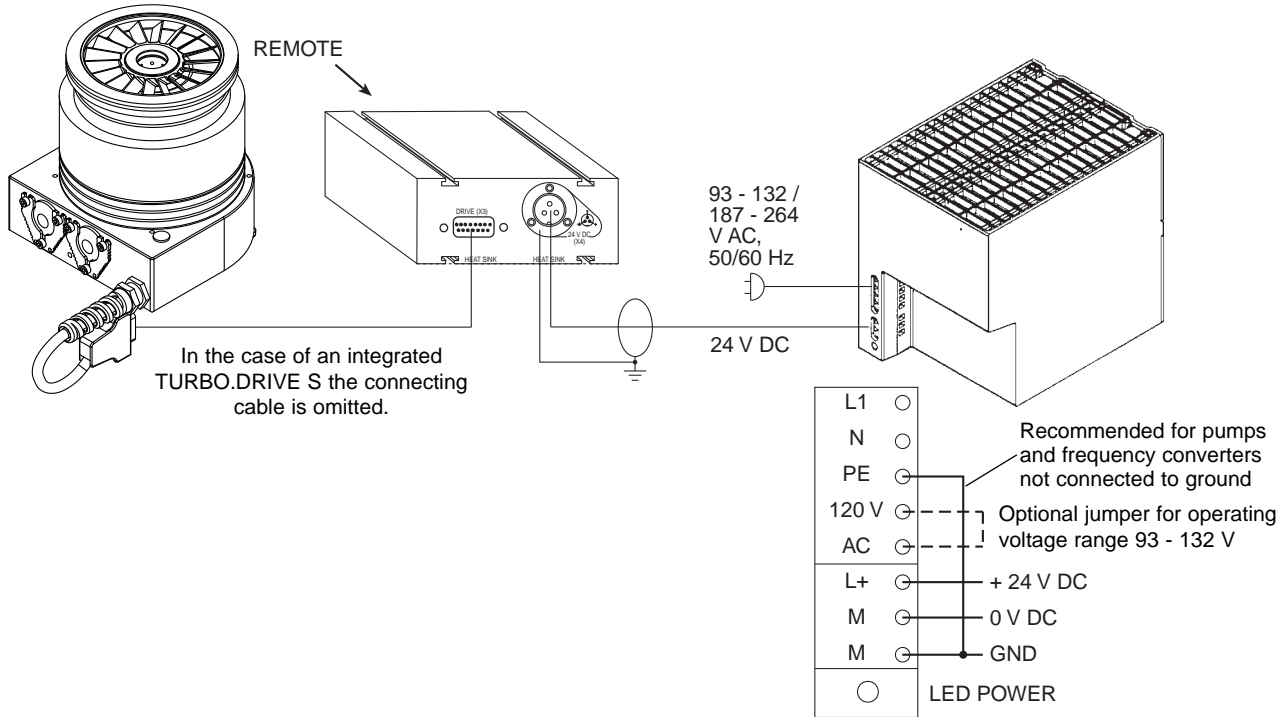 REMOTE
DRIVE (X3)
24 V DC
(X4)
HEAT SINK
HEAT SINK
93 - 132 /
187 - 264
V AC,
50/60 Hz
24 V DC
In the case of an integrated
TURBO.DRIVE S the connecting
cable is omitted.
L1
N
PE
120 V
AC
L+
M
M
Recommended for pumps
and frequency converters
not connected to ground
Optional jumper for operating
voltage range 93 - 132 V
+ 24 V DC
0 V DC
GND
LED POWER